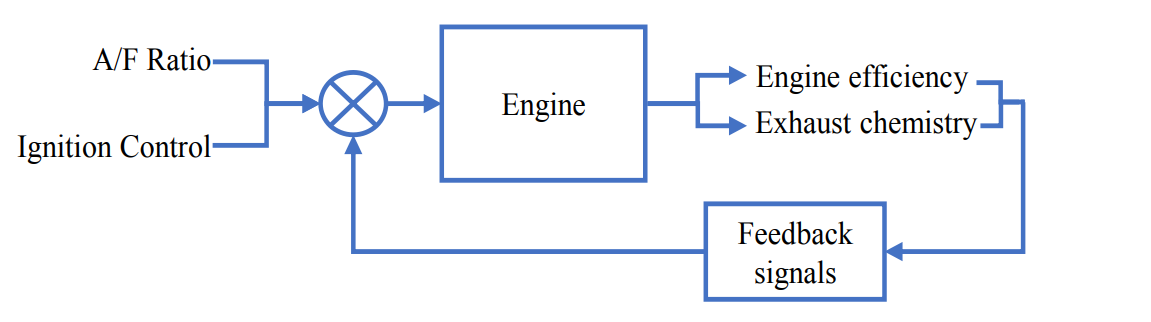 A/F Ratio
Ignition Control
Engine
Engine efficiency
Exhaust chemistry
Feedback
signals